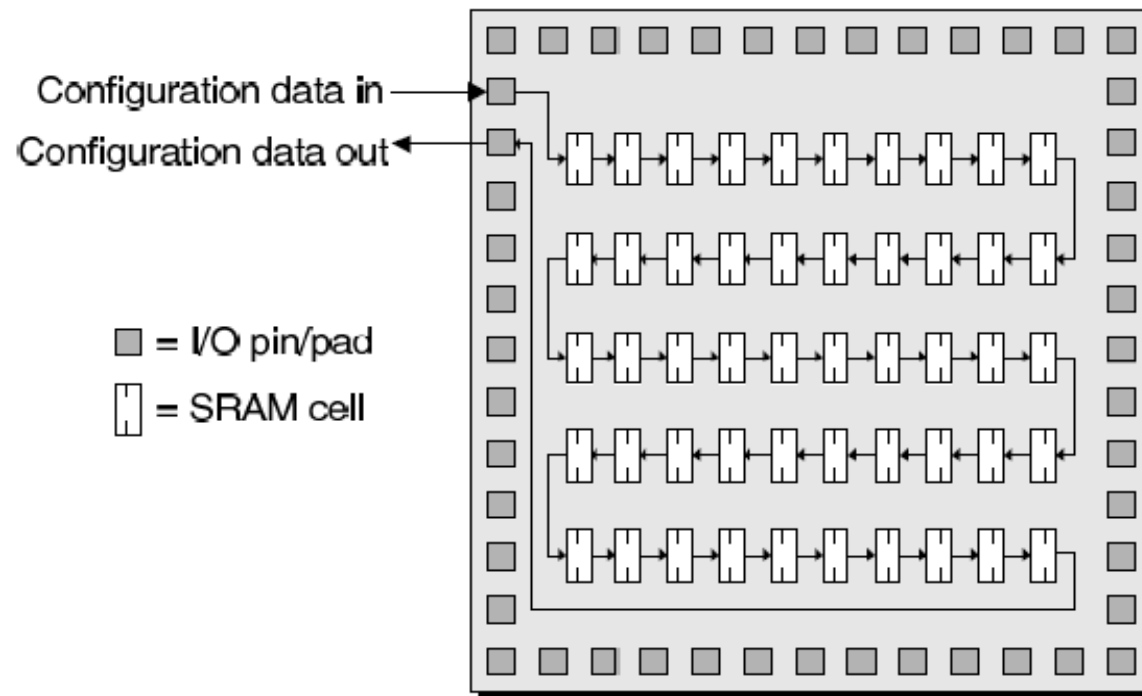 Configuration data in
Configuration data out
= I/O pin/pad
= SRAM cell